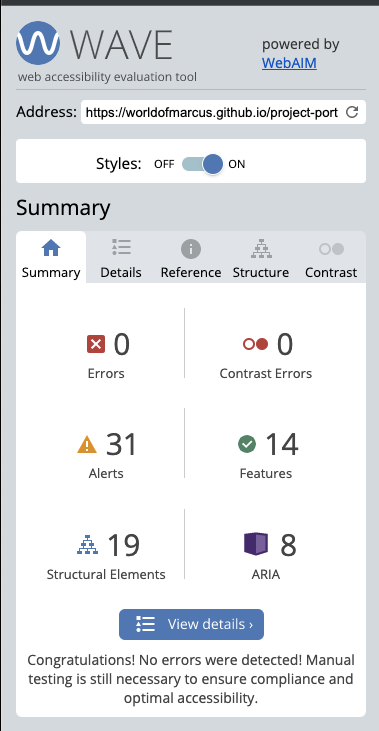 WAVE
powered by
WebAIM
web accessibility evaluation tool
Address: https://worldofmarcus.github.io/project-port
Styles: OFF ON
Summary
Summary Details Reference Structure Contrast
0 0
Errors Contrast Errors
31 14
Alerts Features
19 8
Structural Elements ARIA
View details ›
Congratulations! No errors were detected! Manual
testing is still necessary to ensure compliance and
optimal accessibility.